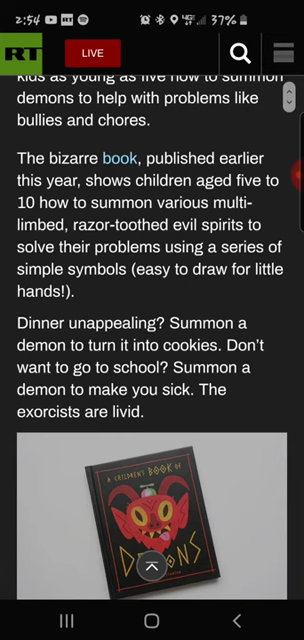 2:54
37%
RT
LIVE
kids as young as five how to summon
demons to help with problems like
bullies and chores.
The bizarre book, published earlier
this year, shows children aged five to
10 how to summon various multi-
limbed, razor-toothed evil spirits to
solve their problems using a series of
simple symbols (easy to draw for little
hands!).
Dinner unappealing? Summon a
demon to turn it into cookies. Don't
want to go to school? Summon a
demon to make you sick. The
exorcists are livid.
A CHILDREN'S BOOK OF
DEMONS